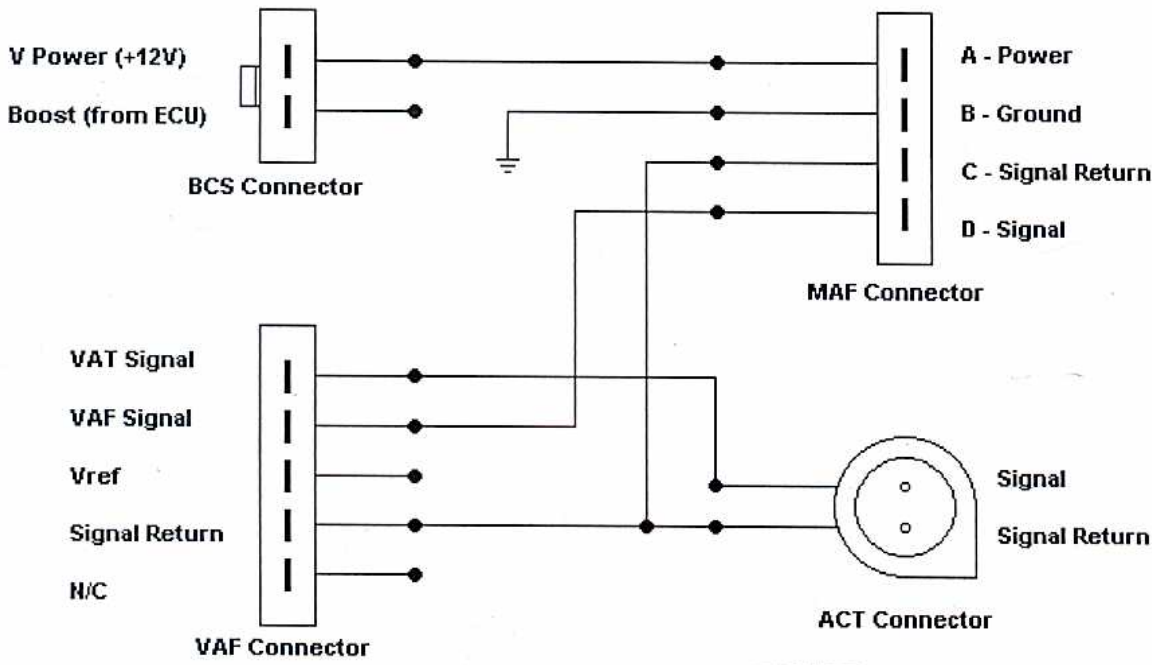 V Power (+12V)
Boost (from ECU)
BCS Connector
A - Power
B - Ground
C - Signal Return
D - Signal
MAF Connector
VAT Signal
VAF Signal
Vref
Signal Return
N/C
VAF Connector
Signal
Signal Return
ACT Connector